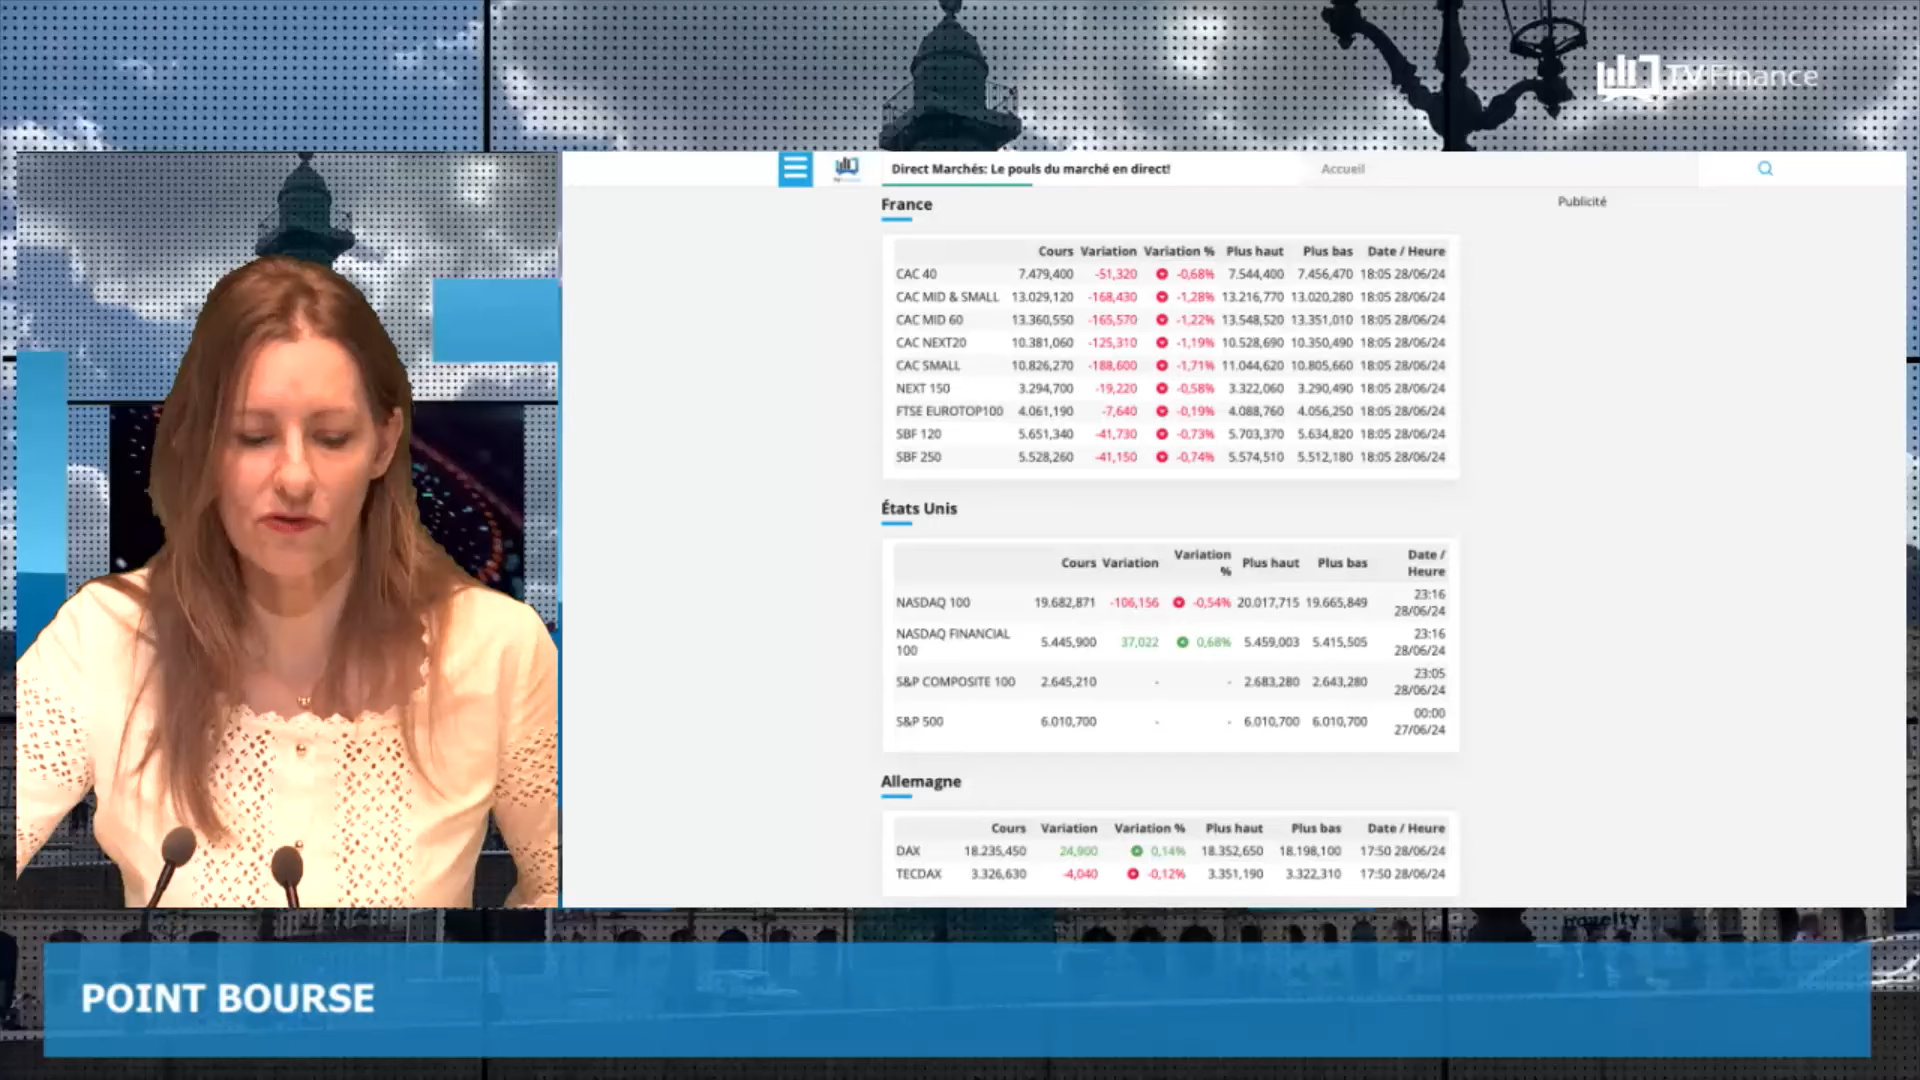 TVFinance
Direct Marchés: Le pouls du marché en direct! Accueil
Publicité
France
Cours Variation Variation % Plus haut Plus bas Date / Heure
CAC 40 7.479,400 -51,320 -0,68% 7.544,400 7.456,470 18:05 28/06/24
CAC MID & SMALL 13.029,120 -168,430 -1,28% 13.216,770 13.020,280 18:05 28/06/24
CAC MID 60 13.360,550 -165,570 -1,22% 13.548,520 13.351,010 18:05 28/06/24
CAC NEXT20 10.381,060 -125,310 -1,19% 10.528,690 10.350,490 18:05 28/06/24
CAC SMALL 10.826,270 -188,600 -1,71% 11.044,620 10.805,660 18:05 28/06/24
NEXT 150 3.294,700 -19,220 -0,58% 3.322,060 3.290,490 18:05 28/06/24
FTSE EUROTOP100 4.061,190 -7,640 -0,19% 4.088,760 4.056,250 18:05 28/06/24
SBF 120 5.651,340 -41,730 -0,73% 5.703,370 5.634,820 18:05 28/06/24
SBF 250 5.528,260 -41,150 -0,74% 5.574,510 5.512,180 18:05 28/06/24
États Unis
Cours Variation Variation % Plus haut Plus bas Date / Heure
NASDAQ 100 19.682,871 -106,156 -0,54% 20.017,715 19.665,849 23:16 28/06/24
NASDAQ FINANCIAL 100 5.445,900 37,022 0,68% 5.459,003 5.415,505 23:16 28/06/24
S&P COMPOSITE 100 2.645,210 - - 2.683,280 2.643,280 23:05 28/06/24
S&P 500 6.010,700 - - 6.010,700 6.010,700 00:00 27/06/24
Allemagne
Cours Variation Variation % Plus haut Plus bas Date / Heure
DAX 18.235,450 24,900 0,14% 18.352,650 18.198,100 17:50 28/06/24
TECDAX 3.326,630 -4,040 -0,12% 3.351,190 3.322,310 17:50 28/06/24
POINT BOURSE